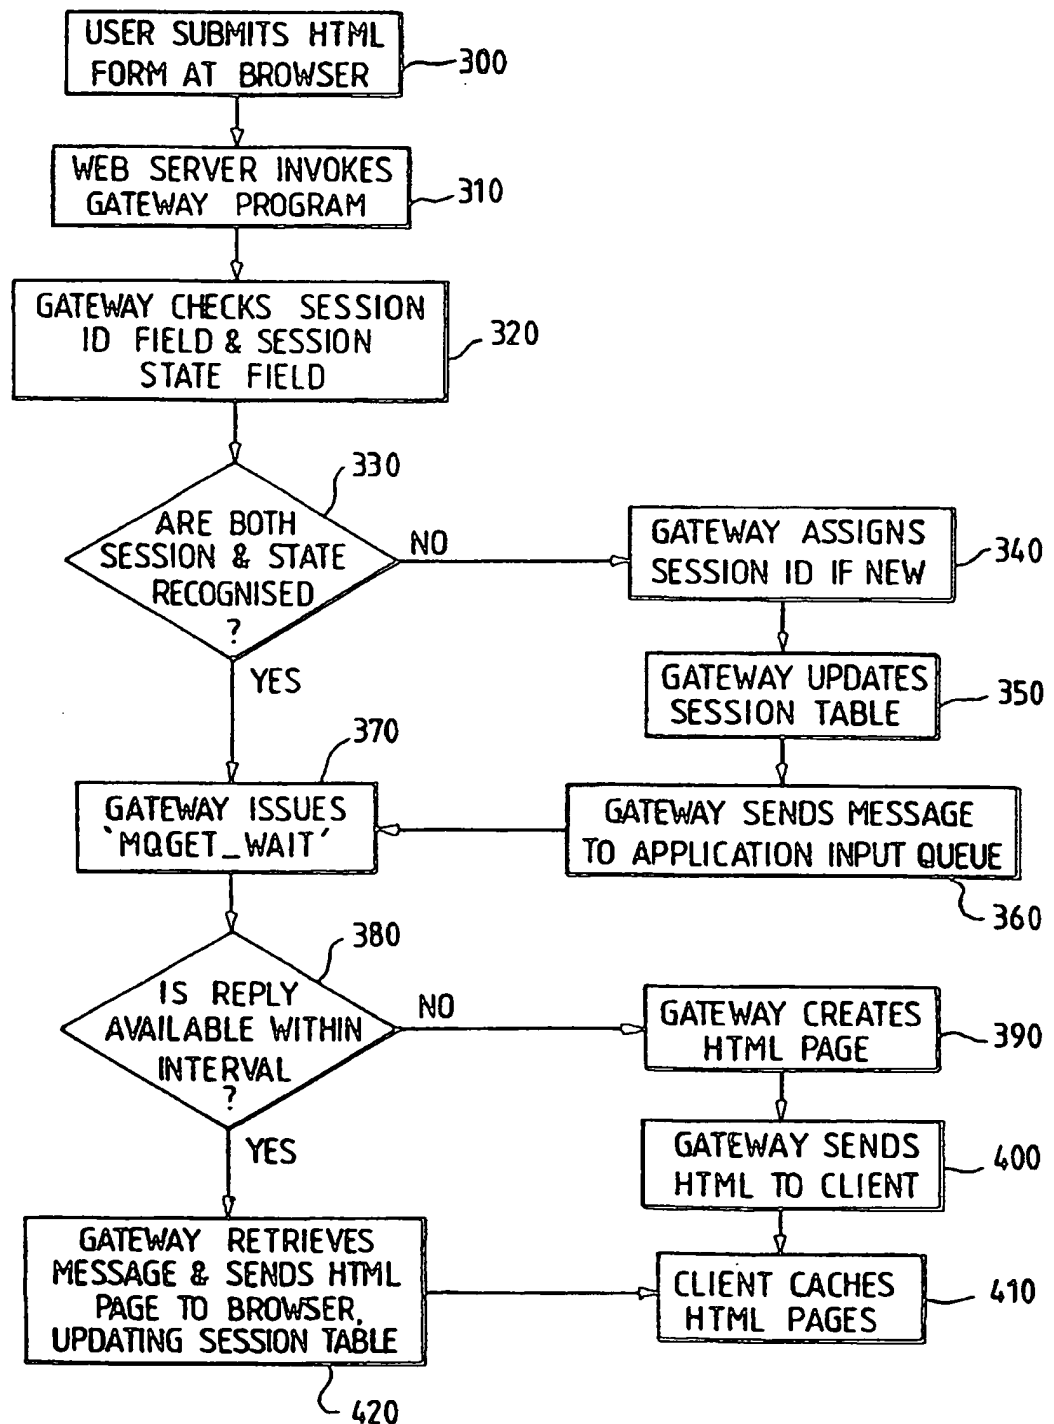 USER SUBMITS HTML
FORM AT BROWSER
300
WEB SERVER INVOKES
GATEWAY PROGRAM
310
GATEWAY CHECKS SESSION
ID FIELD & SESSION
STATE FIELD
320
330
ARE BOTH
SESSION & STATE
RECOGNISED
?
NO
YES
GATEWAY ASSIGNS
SESSION ID IF NEW
340
GATEWAY UPDATES
SESSION TABLE
350
GATEWAY SENDS MESSAGE
TO APPLICATION INPUT QUEUE
360
370
GATEWAY ISSUES
'MQGET_WAIT'
380
IS REPLY
AVAILABLE WITHIN
INTERVAL
?
NO
YES
GATEWAY CREATES
HTML PAGE
390
GATEWAY SENDS
HTML TO CLIENT
400
GATEWAY RETRIEVES
MESSAGE & SENDS HTML
PAGE TO BROWSER,
UPDATING SESSION TABLE
420
CLIENT CACHES
HTML PAGES
410